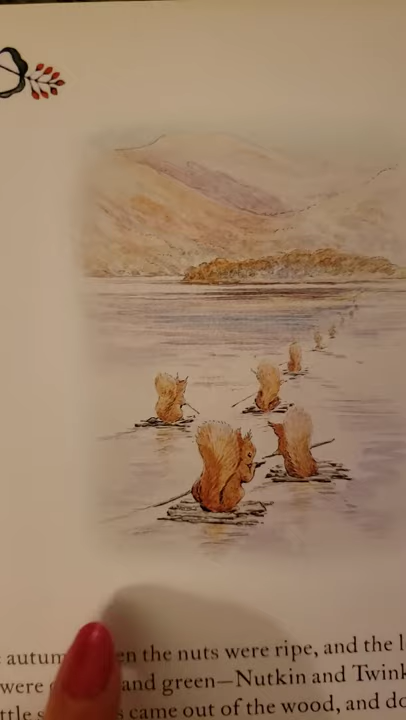 autum en the nuts were ripe, and the l
were and green—Nutkin and Twink
ttle s s came out of the wood, and do